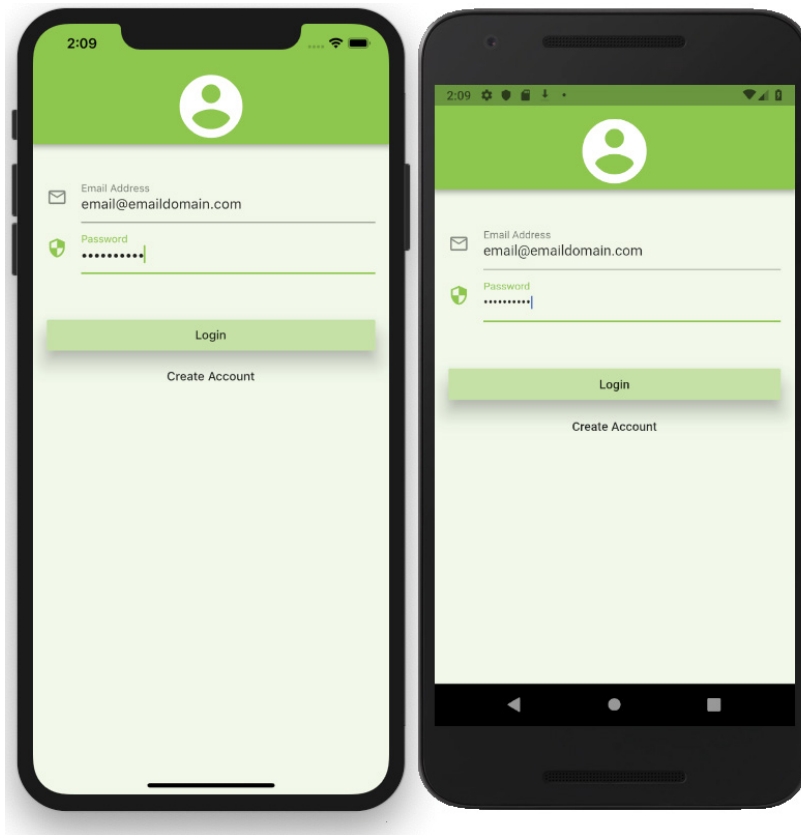 2:09
Email Address
email@emaildomain.com
Password
••••••••••
Login
Create Account
2:09
Email Address
email@emaildomain.com
Password
••••••••••
Login
Create Account